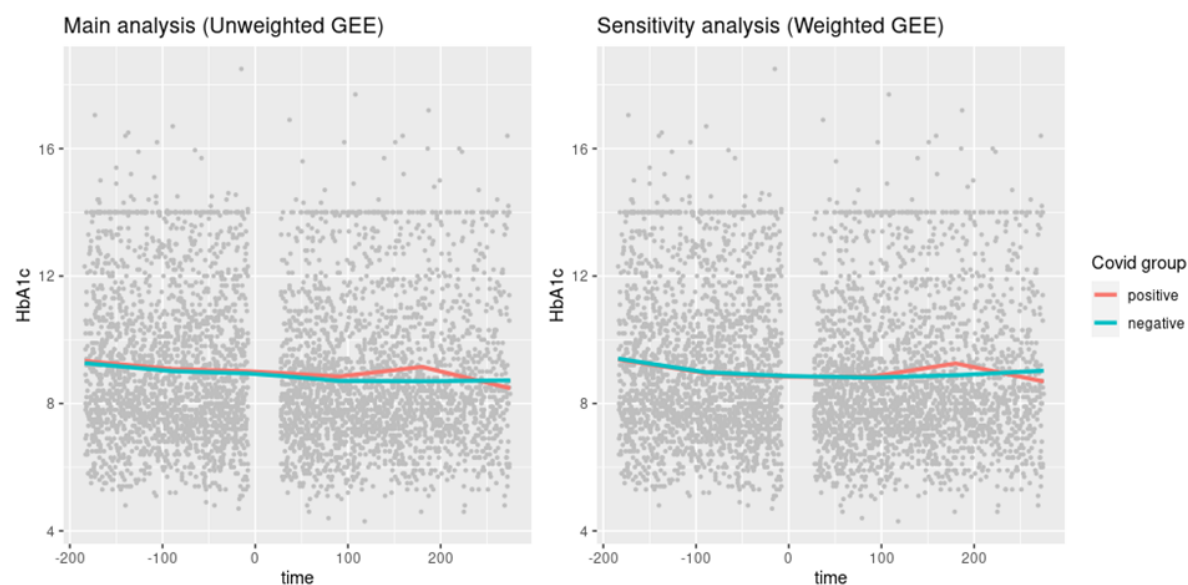 Main analysis (Unweighted GEE)
16
12
8
4
HbA1c
-200 -100 0 100 200
time
Sensitivity analysis (Weighted GEE)
16
12
8
4
HbA1c
-200 -100 0 100 200
time
Covid group
positive
negative